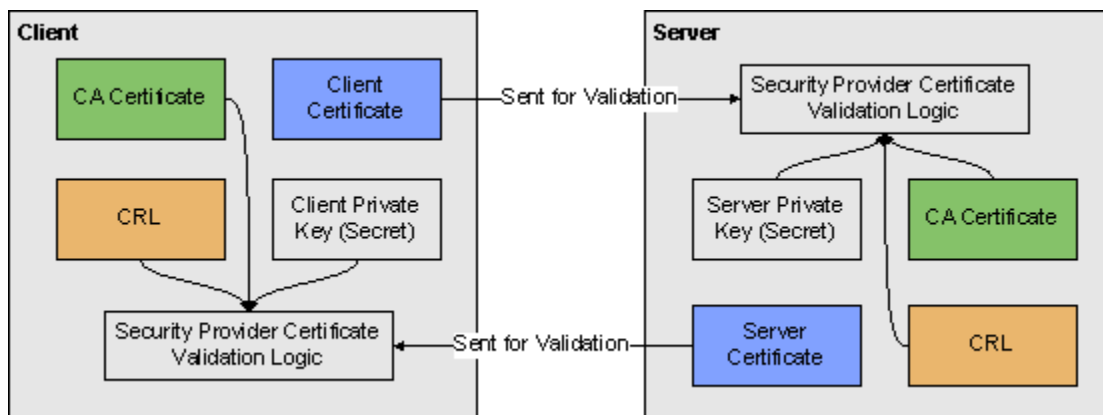 Client
CA Certificate
Client
Certificate
CRL
Client Private
Key (Secret)
Security Provider Certificate
Validation Logic
Sent for Validation
Sent for Validation
Server
Security Provider Certificate
Validation Logic
Server Private
Key (Secret)
CA Certificate
Server
Certificate
CRL